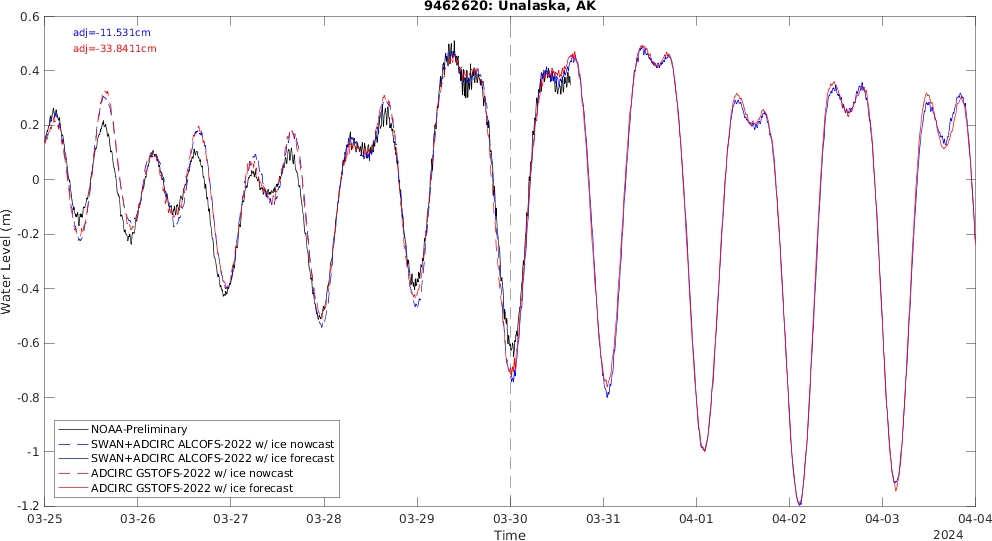 9462620: Unalaska, AK
adj=-11.531cm
adj=-33.8411cm
0.6
0.4
0.2
0
-0.2
-0.4
-0.6
-0.8
-1
-1.2
Water Level (m)
NOAA-Preliminary
SWAN+ADCIRC ALCOFS-2022 w/ ice nowcast
SWAN+ADCIRC ALCOFS-2022 w/ ice forecast
ADCIRC GSTOFS-2022 w/ ice nowcast
ADCIRC GSTOFS-2022 w/ ice forecast
03-25 03-26 03-27 03-28 03-29 03-30 03-31 04-01 04-02 04-03 04-04
Time
2024